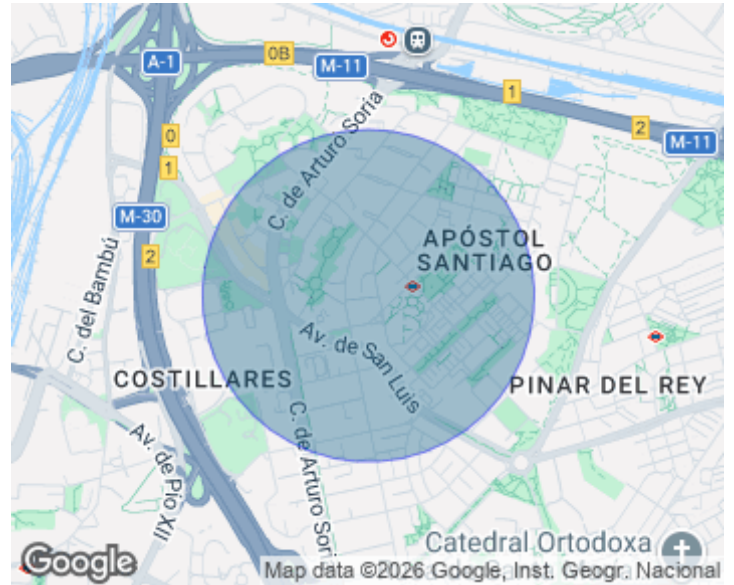 A-1
0B
M-11
1
2
M-11
C. de Arturo Soria
0
1
M-30
2
C. del Bambú
APÓSTOL
SANTIAGO
Av. de San Luis
COSTILLARES
PINAR DEL REY
C. de Arturo Soria
Av. de Pío XII
Catedral Ortodoxa
Google
Map data ©2026 Google, Inst. Geogr. Nacional